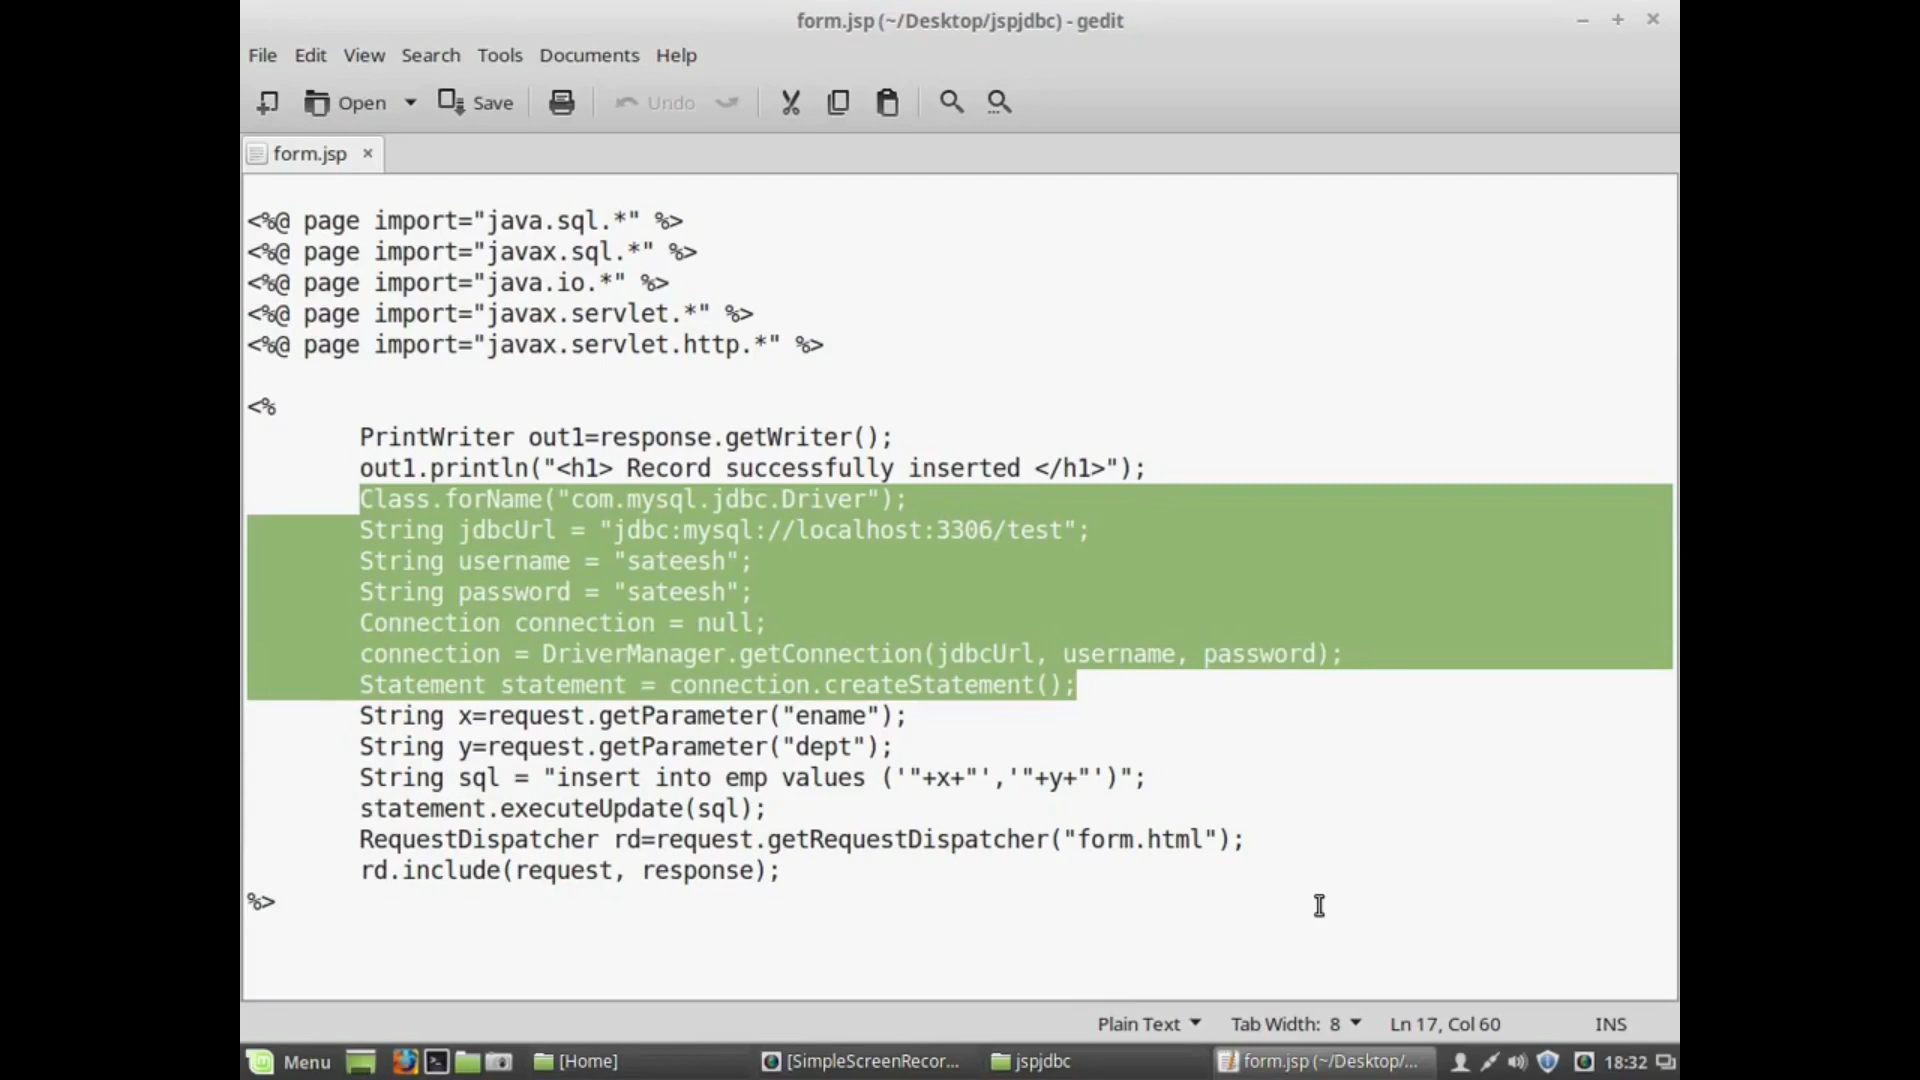 form.jsp (~/Desktop/jspjdbc) - gedit
File Edit View Search Tools Documents Help
Open Save Undo
form.jsp
<%@ page import="java.sql.*" %>
<%@ page import="javax.sql.*" %>
<%@ page import="java.io.*" %>
<%@ page import="javax.servlet.*" %>
<%@ page import="javax.servlet.http.*" %>
<%
PrintWriter out1=response.getWriter();
out1.println("<h1> Record successfully inserted </h1>");
Class.forName("com.mysql.jdbc.Driver");
String jdbcUrl = "jdbc:mysql://localhost:3306/test";
String username = "sateesh";
String password = "sateesh";
Connection connection = null;
connection = DriverManager.getConnection(jdbcUrl, username, password);
Statement statement = connection.createStatement();
String x=request.getParameter("ename");
String y=request.getParameter("dept");
String sql = "insert into emp values ('"+x+"','"+y+"')";
statement.executeUpdate(sql);
RequestDispatcher rd=request.getRequestDispatcher("form.html");
rd.include(request, response);
%>
Plain Text Tab Width: 8 Ln 17, Col 60 INS
Menu [Home] [SimpleScreenRecor... jspjdbc form.jsp (~/Desktop/... 18:32